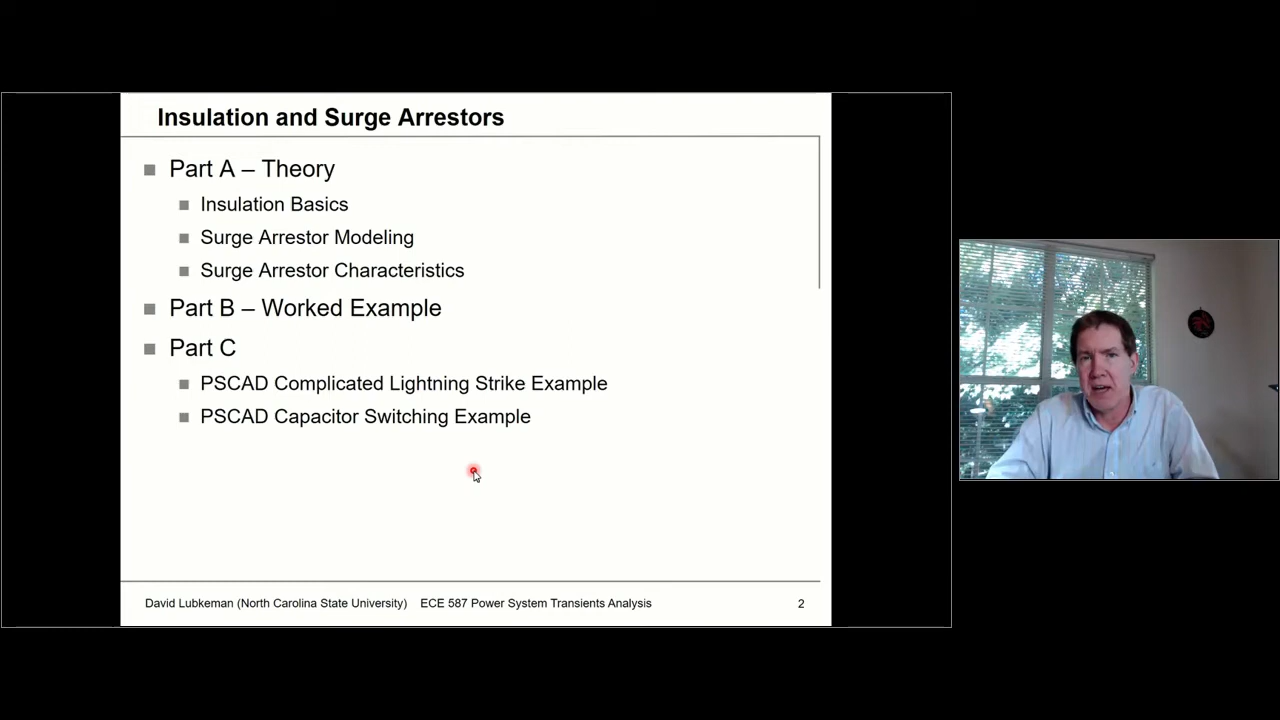 Insulation and Surge Arrestors
Part A – Theory
Insulation Basics
Surge Arrestor Modeling
Surge Arrestor Characteristics
Part B – Worked Example
Part C
PSCAD Complicated Lightning Strike Example
PSCAD Capacitor Switching Example
David Lubkeman (North Carolina State University) ECE 587 Power System Transients Analysis 2